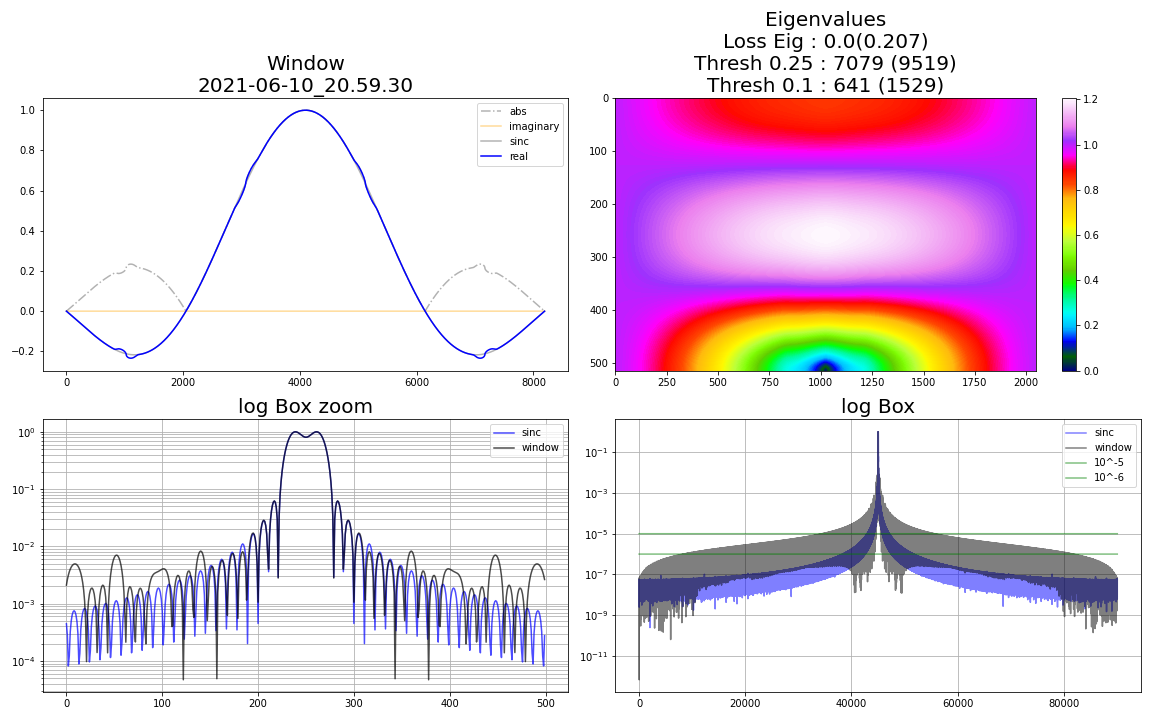 Window
2021-06-10_20.59.30
1.0
0.8
0.6
0.4
0.2
0.0
−0.2
0 2000 4000 6000 8000
abs
imaginary
sinc
real
Eigenvalues
Loss Eig : 0.0(0.207)
Thresh 0.25 : 7079 (9519)
Thresh 0.1 : 641 (1529)
0
100
200
300
400
500
0 250 500 750 1000 1250 1500 1750 2000
1.2
1.0
0.8
0.6
0.4
0.2
0.0
log Box zoom
10⁰
10⁻¹
10⁻²
10⁻³
10⁻⁴
0 100 200 300 400 500
sinc
window
log Box
10⁻¹
10⁻³
10⁻⁵
10⁻⁷
10⁻⁹
10⁻¹¹
0 20000 40000 60000 80000
sinc
window
10^-5
10^-6